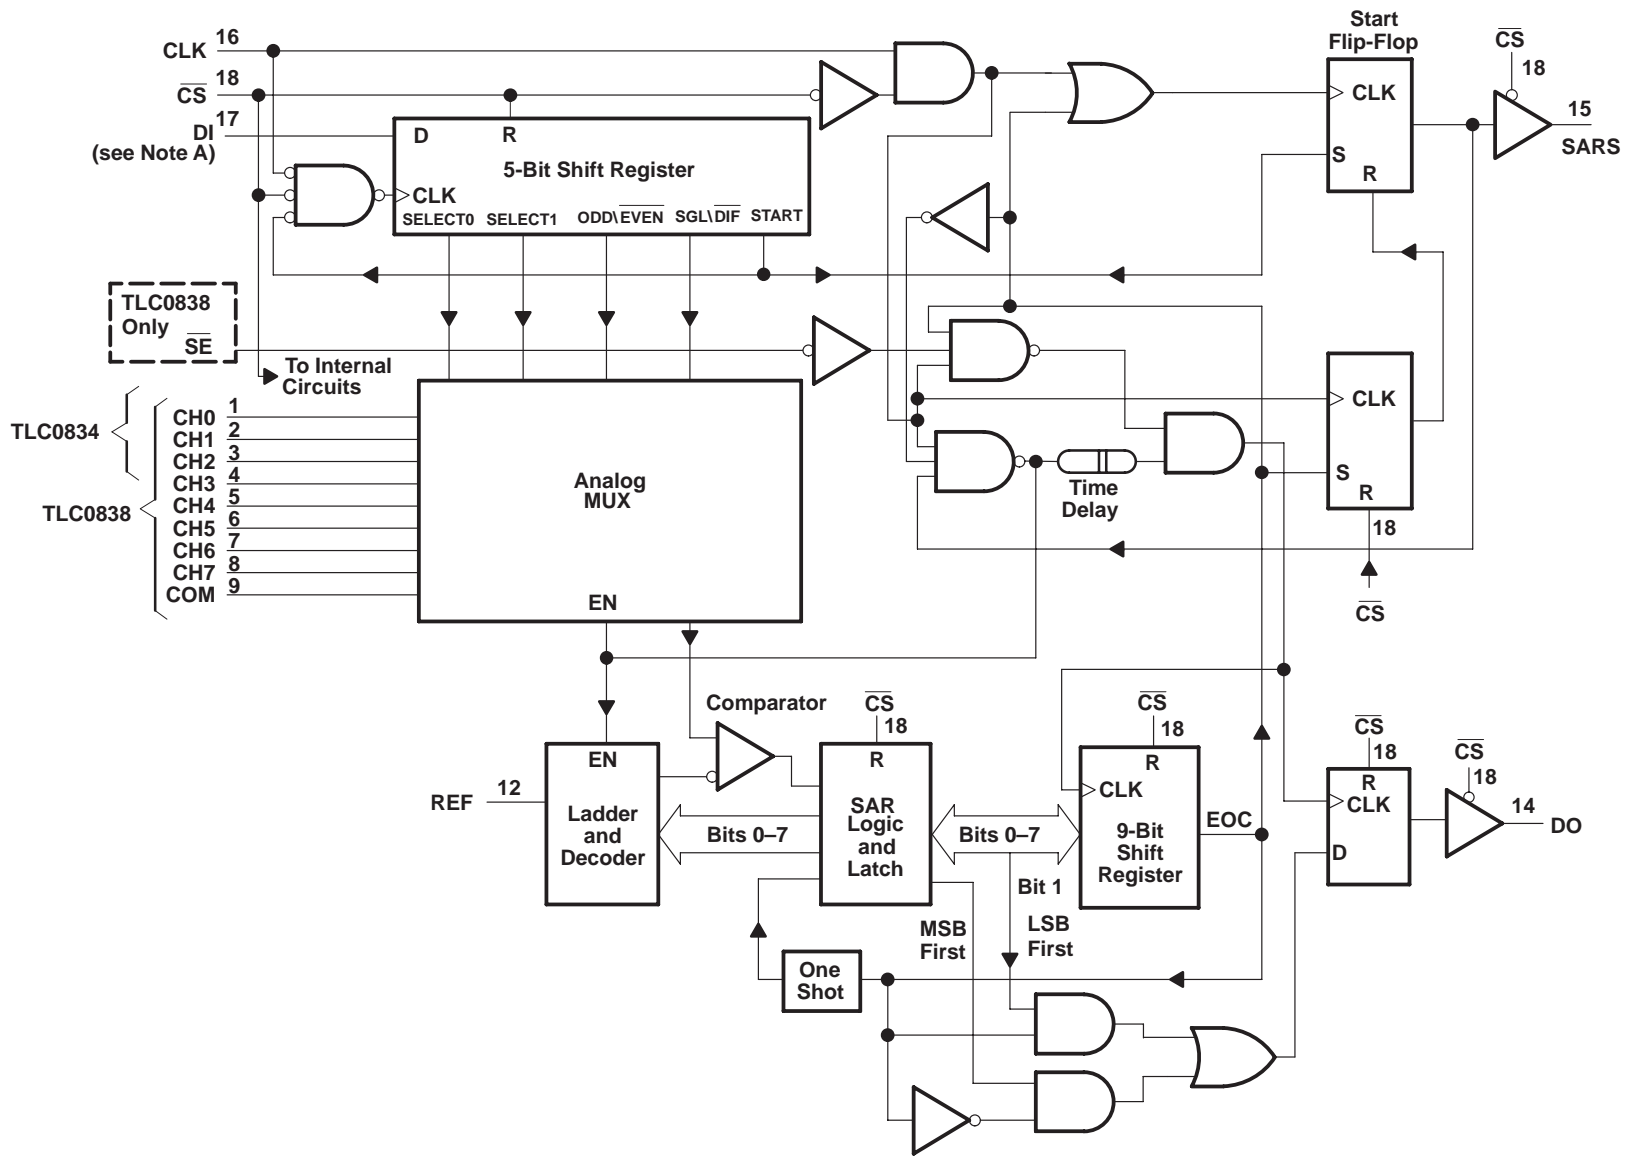 Start
Flip-Flop
CLK 16
CS 18
DI 17
(see Note A)
D
R
5-Bit Shift Register
CLK
SELECT0 SELECT1 ODD\EVEN SGL\DIF START
CLK
S
R
CS
18
15
SARS
TLC0838
Only
SE
To Internal
Circuits
TLC0834
TLC0838
CH0 1
CH1 2
CH2 3
CH3 4
CH4 5
CH5 6
CH6 7
CH7 8
COM 9
Analog
MUX
EN
Time
Delay
CLK
S
R
18
CS
Comparator
REF 12
EN
Ladder
and
Decoder
Bits 0–7
CS
18
R
SAR
Logic
and
Latch
Bits 0–7
CS
18
R
CLK
9-Bit
Shift
Register
EOC
CS
18
R
CLK
D
CS
18
14
DO
Bit 1
MSB
First
LSB
First
One
Shot